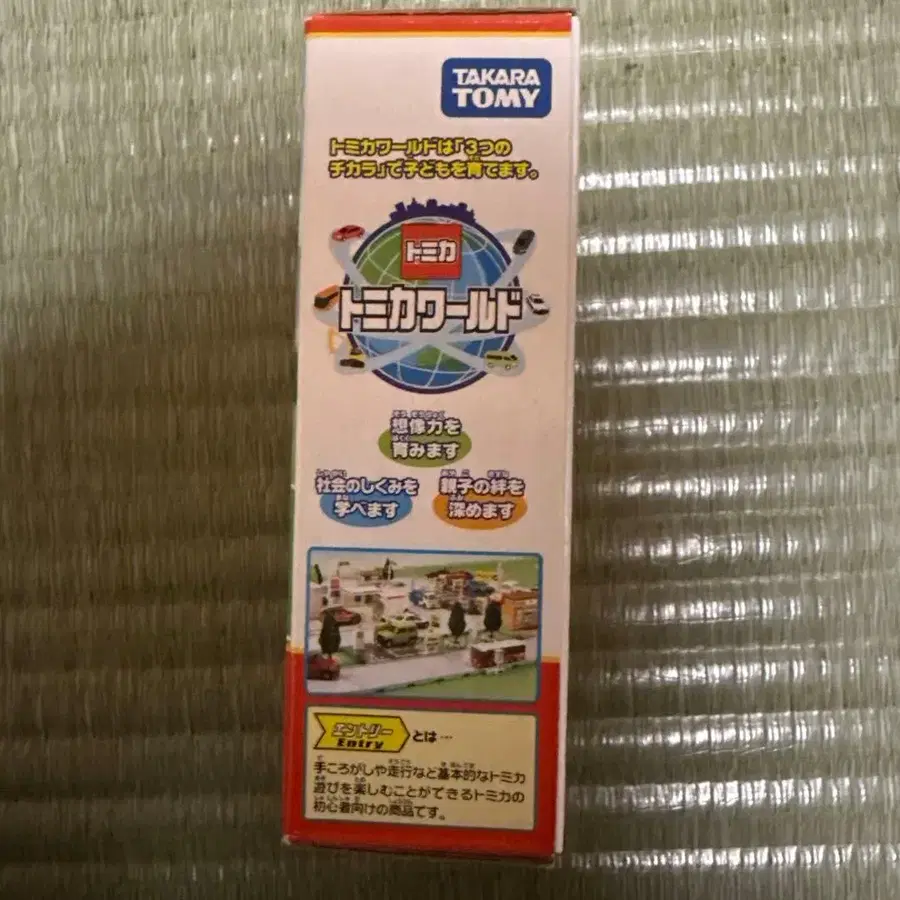 TAKARA
TOMY
トミカワールドは「3つの
チカラ」で子どもを育てます。
トミカ
トミカワールド
想像力を
育みます
社会のしくみを
学べます
親子の絆を
深めます
エントリー
Entry
とは…
手ころがしや走行など基本的なトミカ
遊びを楽しむことができるトミカの
初心者向けの商品です。